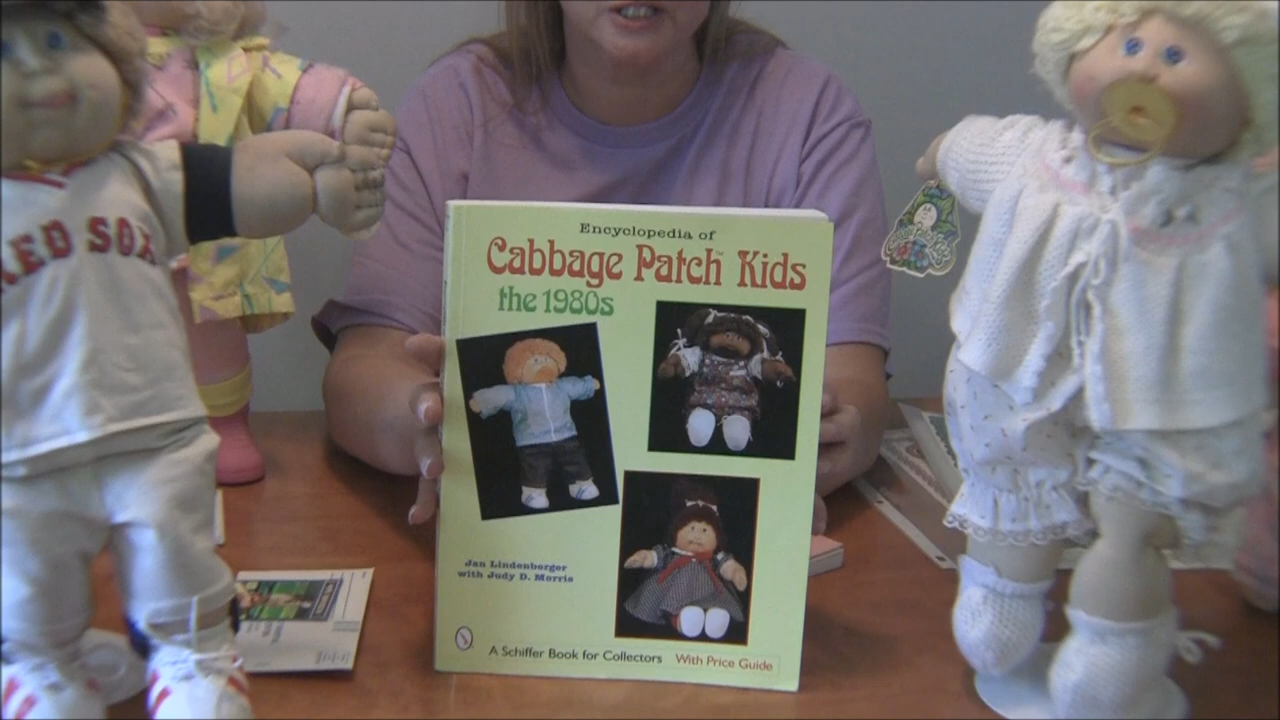 RED SOX
Encyclopedia of
Cabbage Patch™ Kids
the 1980s
Jan Lindenberger
with Judy D. Morris
A Schiffer Book for Collectors With Price Guide